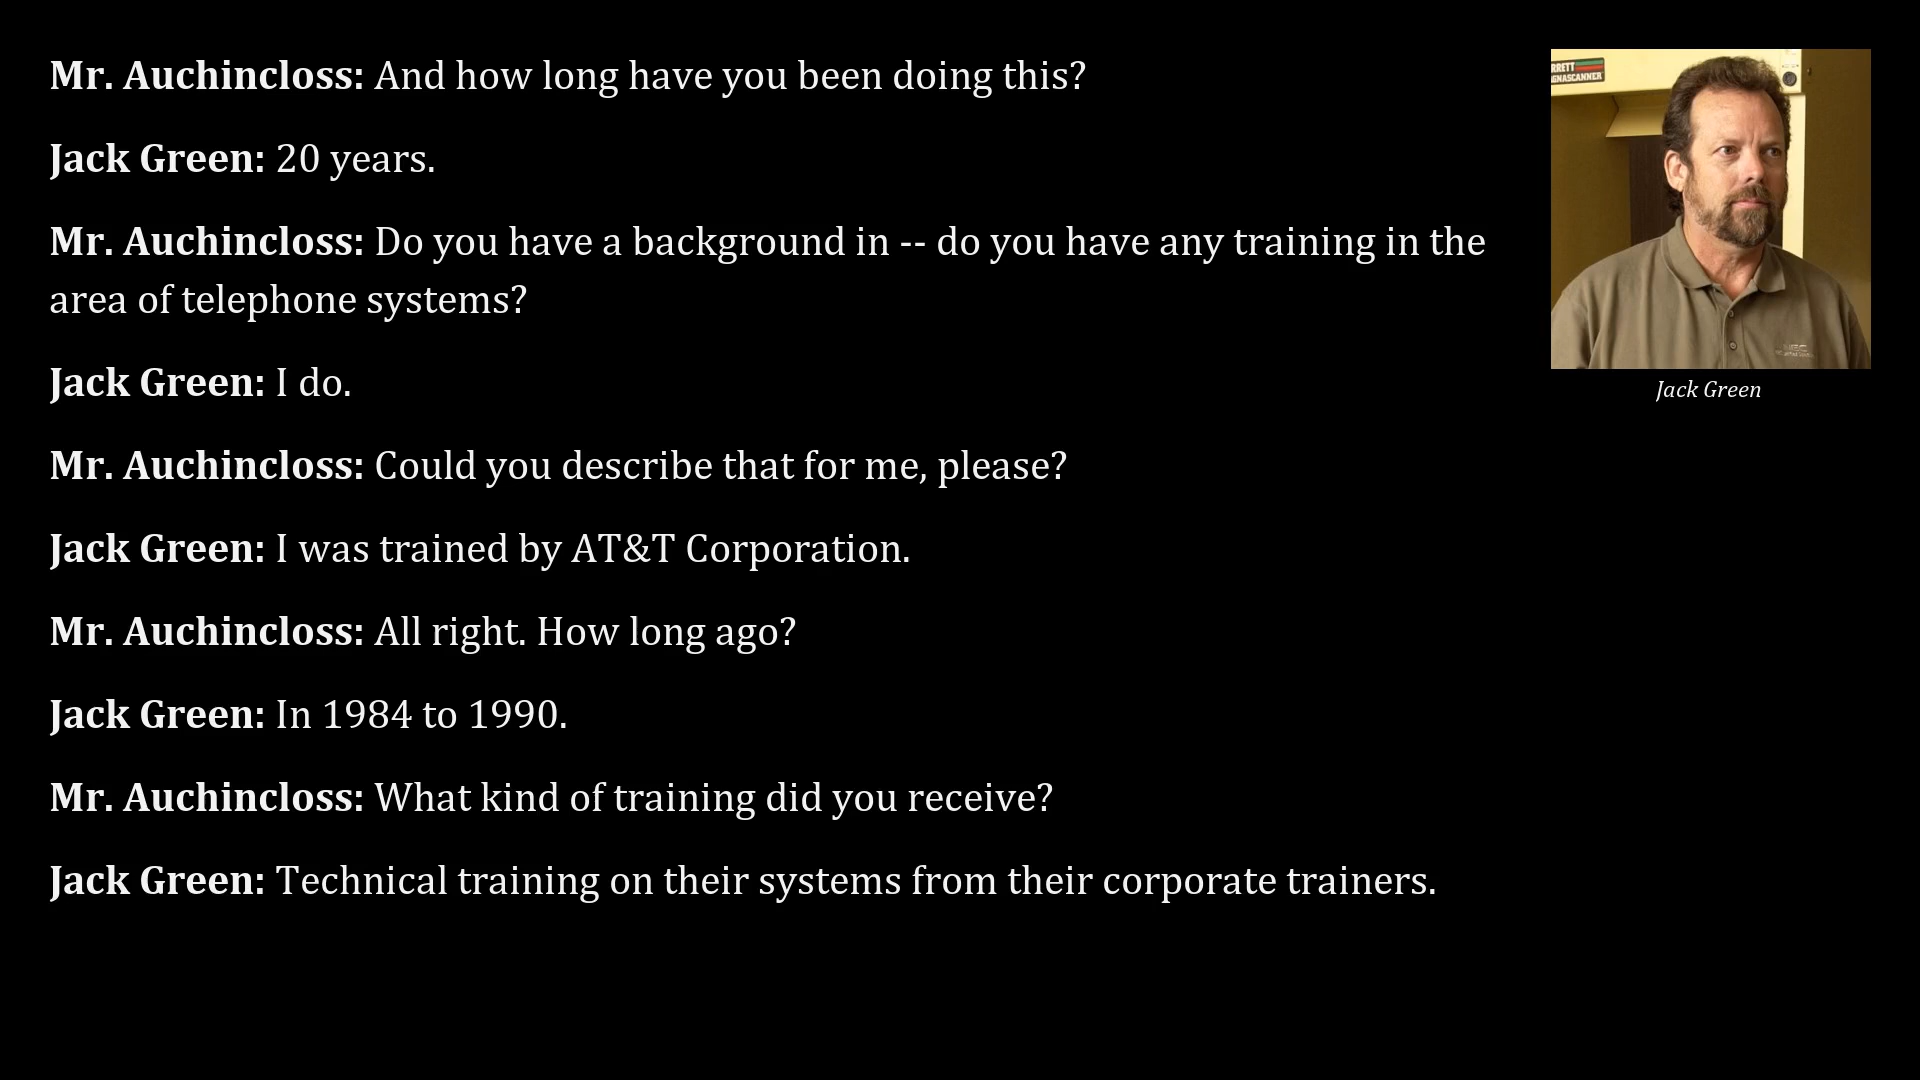 Mr. Auchincloss: And how long have you been doing this?
Jack Green: 20 years.
Mr. Auchincloss: Do you have a background in -- do you have any training in the
area of telephone systems?
Jack Green: I do.
Mr. Auchincloss: Could you describe that for me, please?
Jack Green: I was trained by AT&T Corporation.
Mr. Auchincloss: All right. How long ago?
Jack Green: In 1984 to 1990.
Mr. Auchincloss: What kind of training did you receive?
Jack Green: Technical training on their systems from their corporate trainers.
RRETT
GNASCANNER
NEC
Jack Green